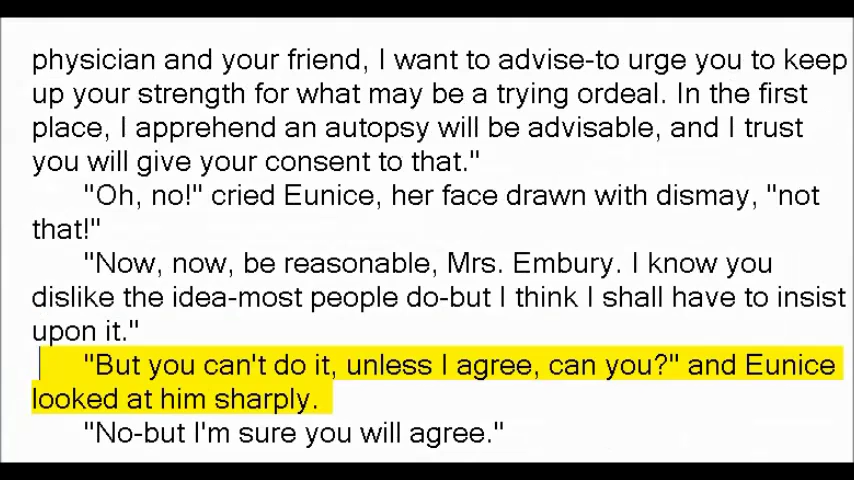 physician and your friend, I want to advise-to urge you to keep
up your strength for what may be a trying ordeal. In the first
place, I apprehend an autopsy will be advisable, and I trust
you will give your consent to that."
"Oh, no!" cried Eunice, her face drawn with dismay, "not
that!"
"Now, now, be reasonable, Mrs. Embury. I know you
dislike the idea-most people do-but I think I shall have to insist
upon it."
"But you can't do it, unless I agree, can you?" and Eunice
looked at him sharply.
"No-but I'm sure you will agree."